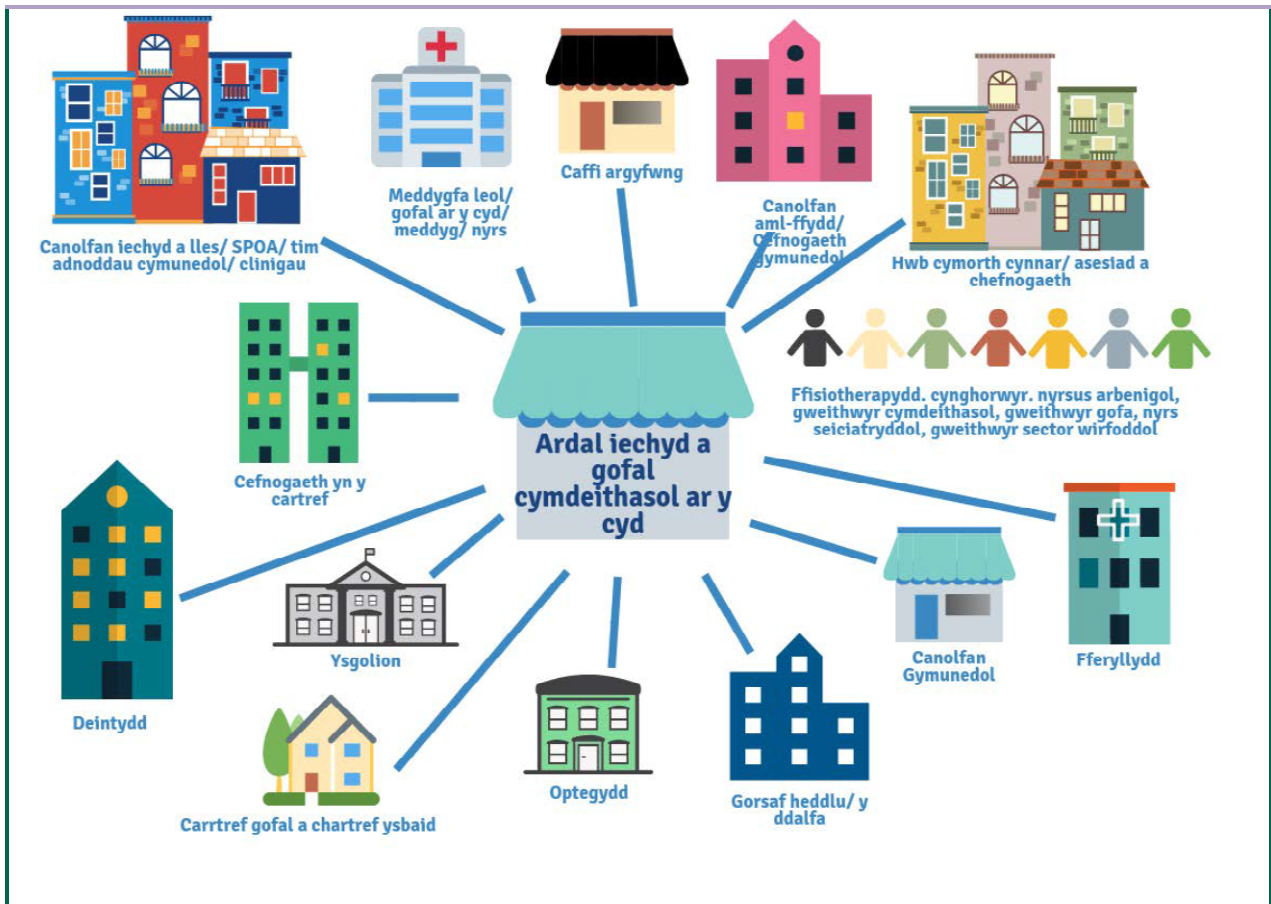 Caffi argyfwng
Meddygfa leol/
gofal ar y cyd/
meddyg/ nyrs
Canolfan
aml-ffydd/
Cefnogaeth
gymunedol
Canolfan iechyd a lles/ SPOA/ tim
adnoddau cymunedol/ clinigau
Hwb cymorth cynnar/ asesiad a
chefnogaeth
Ffisiotherapydd. cynghorwyr. nyrsus arbenigol,
gweithwyr cymdeithasol, gweithwyr gofa, nyrs
seiciatryddol, gweithwyr sector wirfoddol
Ardal iechyd a
gofal
cymdeithasol ar y
cyd
Cefnogaeth yn y
cartref
Ysgolion
Canolfan
Gymunedol
Fferyllydd
Deintydd
Optegydd
Gorsaf heddlu/ y
ddalfa
Carrtref gofal a chartref ysbaid